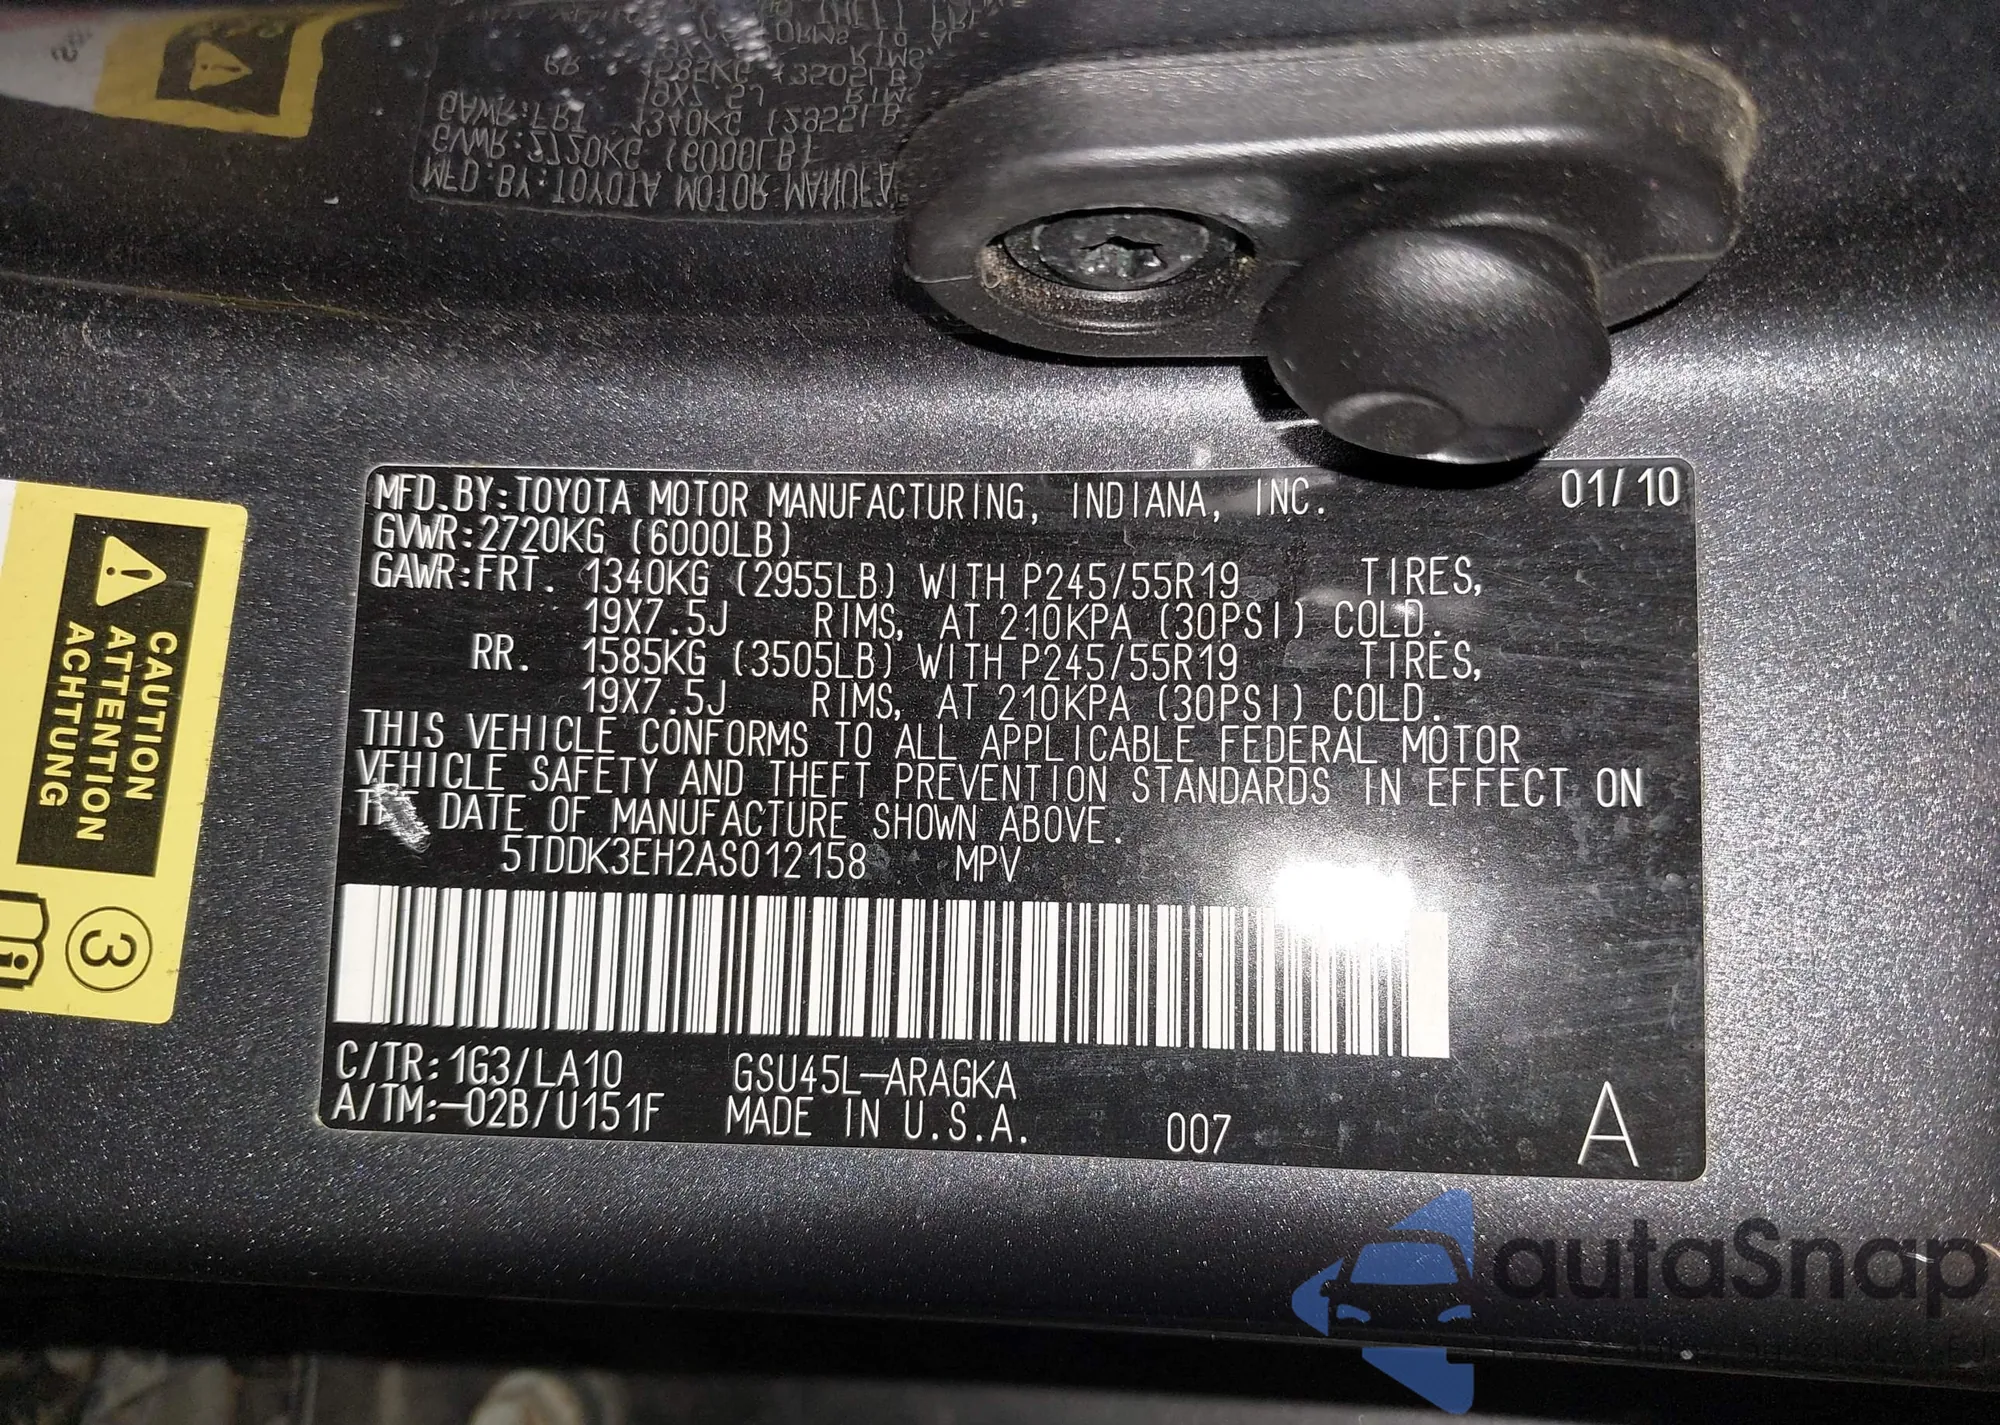 MFD.BY:TOYOTA MOTOR MANUFACTURING, INDIANA, INC. 01/10
GVWR:2720KG (6000LB)
GAWR:FRT. 1340KG (2955LB) WITH P245/55R19 TIRES,
19X7.5J RIMS, AT 210KPA (30PSI) COLD.
RR. 1585KG (3505LB) WITH P245/55R19 TIRES,
19X7.5J RIMS, AT 210KPA (30PSI) COLD.
THIS VEHICLE CONFORMS TO ALL APPLICABLE FEDERAL MOTOR
VEHICLE SAFETY AND THEFT PREVENTION STANDARDS IN EFFECT ON
THE DATE OF MANUFACTURE SHOWN ABOVE.
5TDDK3EH2AS012158 MPV
C/TR:1G3/LA10 GSU45L-ARAGKA
A/TM:-02B/U151F MADE IN U.S.A. 007 A
CAUTION
ATTENTION
ACHTUNG
3
autoSnap